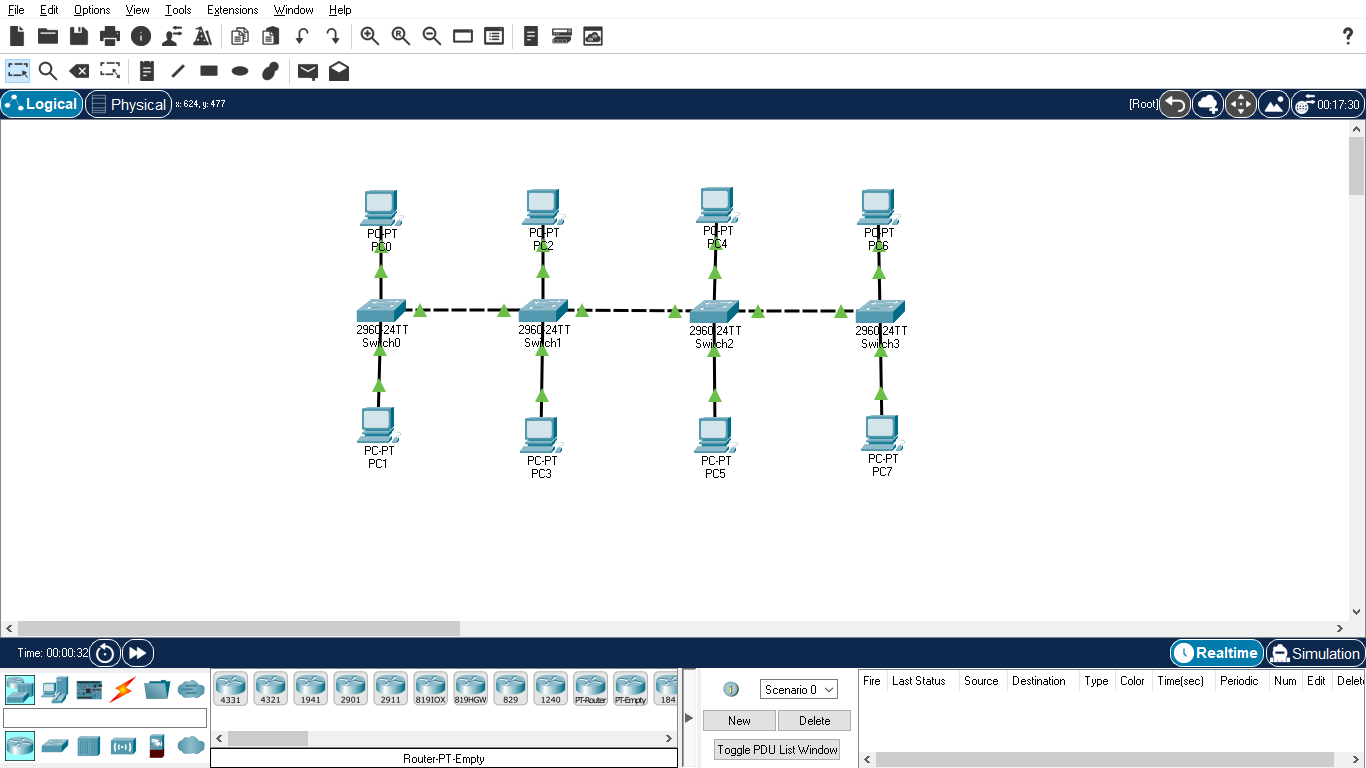 File Edit Options View Tools Extensions Window Help
?
Logical Physical x: 624, y: 477 [Root] 00:17:30
PC-PT PC-PT PC-PT PC-PT
PC0 PC2 PC4 PC6
2960-24TT 2960-24TT 2960-24TT 2960-24TT
Switch0 Switch1 Switch2 Switch3
PC-PT PC-PT PC-PT PC-PT
PC1 PC3 PC5 PC7
Time: 00:00:32 Realtime Simulation
4331 4321 1941 2901 2911 819IOX 819HGW 829 1240 PT-Router PT-Empty 184
Router-PT-Empty
Scenario 0
New Delete
Toggle PDU List Window
Fire Last Status Source Destination Type Color Time(sec) Periodic Num Edit Delete